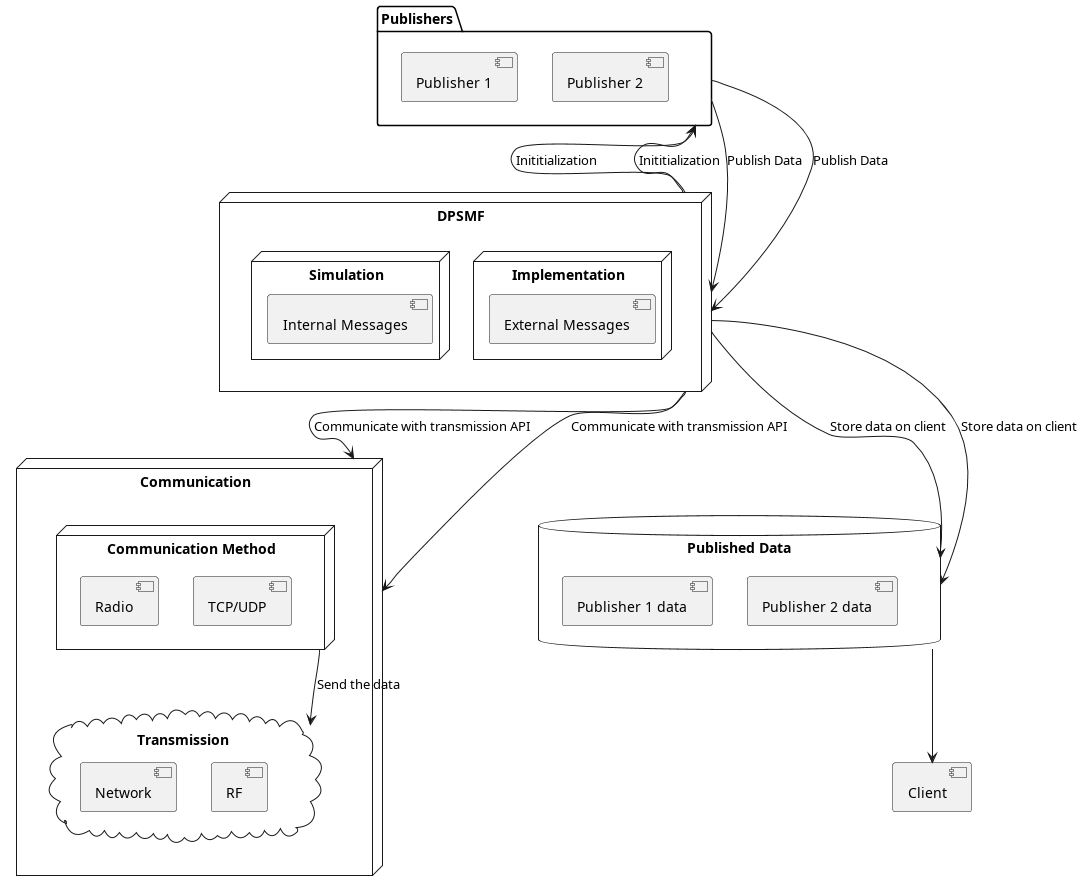 Publishers
Publisher 1
Publisher 2
Inititialization
Inititialization
Publish Data
Publish Data
DPSMF
Simulation
Implementation
Internal Messages
External Messages
Communicate with transmission API
Communicate with transmission API
Store data on client
Store data on client
Communication
Communication Method
Radio
TCP/UDP
Published Data
Publisher 1 data
Publisher 2 data
Send the data
Transmission
Network
RF
Client